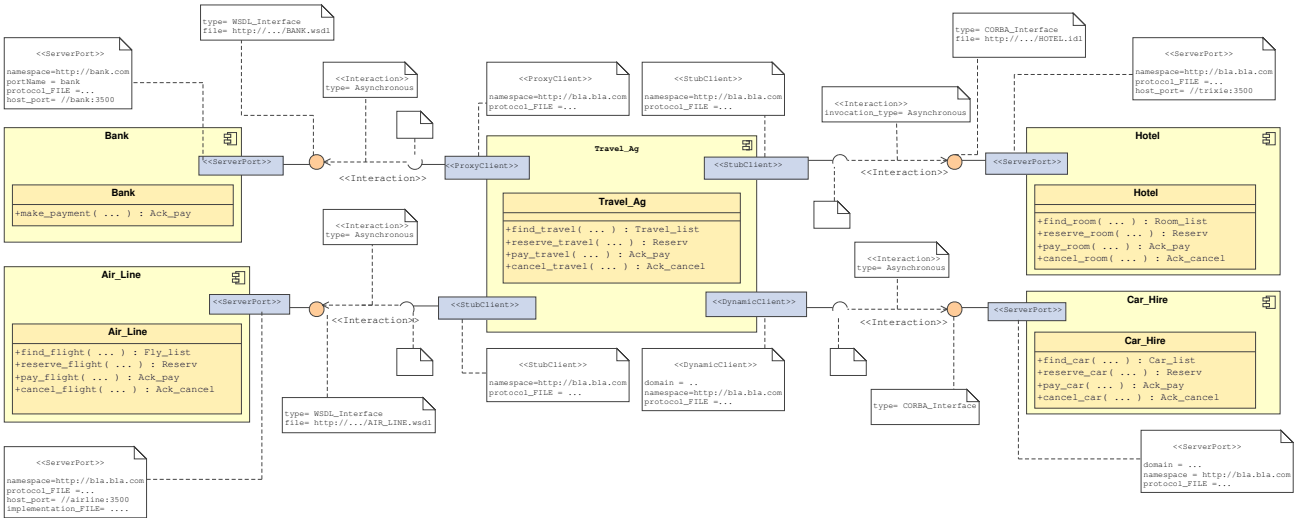 type= WSDL_Interface
file= http://.../BANK.wsdl
type= CORBA_Interface
file= http://.../HOTEL.idl
<<ServerPort>>
namespace=http://bank.com
portName = bank
protocol_FILE =...
host_port= //bank:3500
<<Interaction>>
type= Asynchronous
<<ProxyClient>>
namespace=http://bla.bla.com
protocol_FILE =...
<<StubClient>>
namespace=http://bla.bla.com
protocol_FILE =...
<<Interaction>>
invocation_type= Asynchronous
<<ServerPort>>
namespace=http://bla.bla.com
protocol_FILE =...
host_port= //trixie:3500
Bank
<<ServerPort>>
Bank
+make_payment( ... ) : Ack_pay
<<Interaction>>
<<ProxyClient>>
Travel_Ag
<<StubClient>>
Travel_Ag
+find_travel( ... ) : Travel_list
+reserve_travel( ... ) : Reserv
+pay_travel( ... ) : Ack_pay
+cancel_travel( ... ) : Ack_cancel
<<Interaction>>
Hotel
<<ServerPort>>
Hotel
+find_room( ... ) : Room_list
+reserve_room( ... ) : Reserv
+pay_room( ... ) : Ack_pay
+cancel_room( ... ) : Ack_cancel
<<Interaction>>
type= Asynchronous
<<Interaction>>
type= Asynchronous
Air_Line
<<ServerPort>>
Air_Line
+find_flight( ... ) : Fly_list
+reserve_flight( ... ) : Reserv
+pay_flight( ... ) : Ack_pay
+cancel_flight( ... ) : Ack_cancel
<<Interaction>>
<<StubClient>>
<<DynamicClient>>
<<Interaction>>
Car_Hire
<<ServerPort>>
Car_Hire
+find_car( ... ) : Car_list
+reserve_car( ... ) : Reserv
+pay_car( ... ) : Ack_pay
+cancel_car( ... ) : Ack_cancel
<<StubClient>>
namespace=http://bla.bla.com
protocol_FILE = ...
<<DynamicClient>>
domain = ..
namespace=http://bla.bla.com
protocol_FILE =...
type= WSDL_Interface
file= http://.../AIR_LINE.wsdl
type= CORBA_Interface
<<ServerPort>>
namespace=http://bla.bla.com
protocol_FILE =...
host_port= //airline:3500
implementation_FILE= ....
<<ServerPort>>
domain = ...
namespace = http://bla.bla.com
protocol_FILE =...